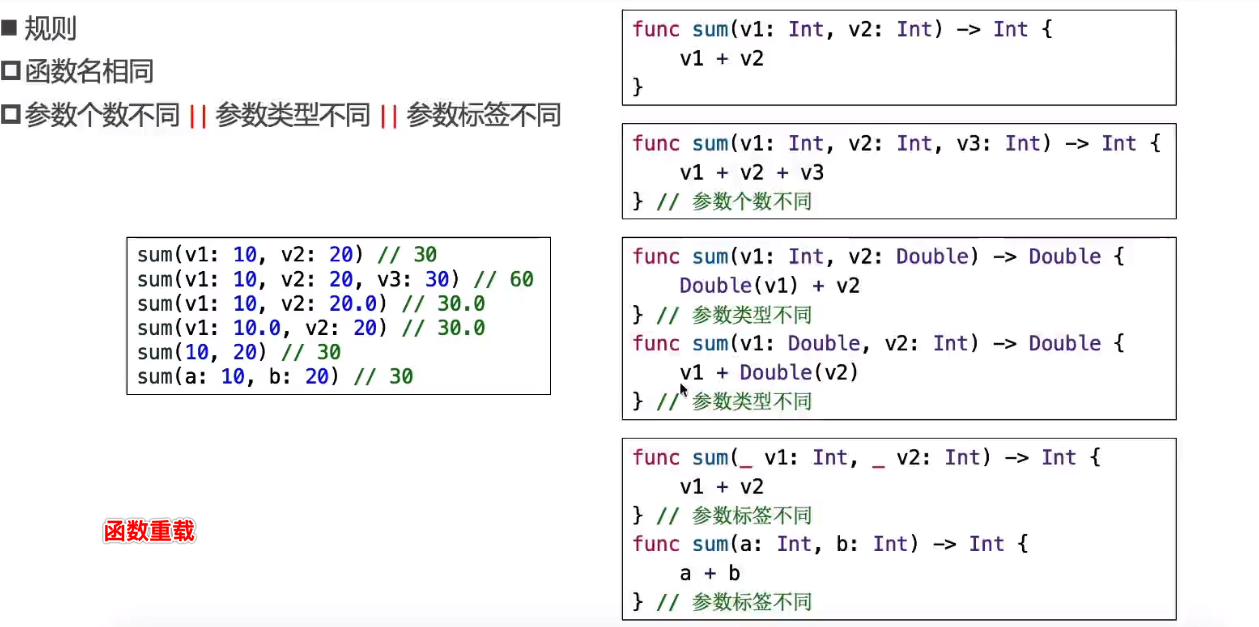 ■ 规则
函数名相同
参数个数不同 || 参数类型不同 || 参数标签不同
sum(v1: 10, v2: 20) // 30
sum(v1: 10, v2: 20, v3: 30) // 60
sum(v1: 10, v2: 20.0) // 30.0
sum(v1: 10.0, v2: 20) // 30.0
sum(10, 20) // 30
sum(a: 10, b: 20) // 30
函数重载
func sum(v1: Int, v2: Int) -> Int {
v1 + v2
}
func sum(v1: Int, v2: Int, v3: Int) -> Int {
v1 + v2 + v3
} // 参数个数不同
func sum(v1: Int, v2: Double) -> Double {
Double(v1) + v2
} // 参数类型不同
func sum(v1: Double, v2: Int) -> Double {
v1 + Double(v2)
} // 参数类型不同
func sum(_ v1: Int, _ v2: Int) -> Int {
v1 + v2
} // 参数标签不同
func sum(a: Int, b: Int) -> Int {
a + b
} // 参数标签不同